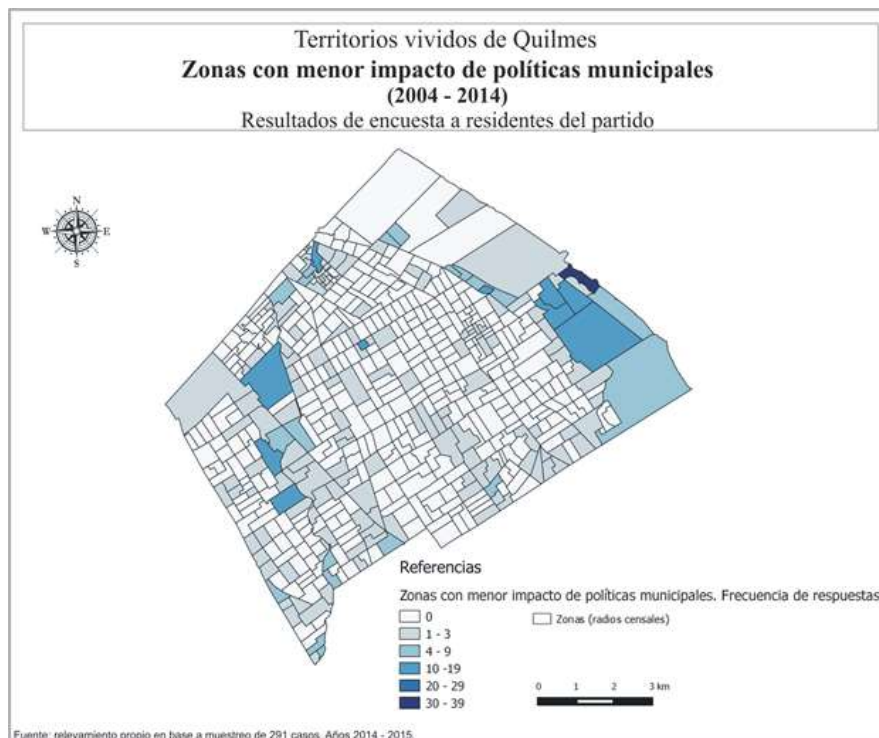 Territorios vividos de Quilmes
Zonas con menor impacto de políticas municipales
(2004 - 2014)
Resultados de encuesta a residentes del partido
N
W E
S
Referencias
Zonas con menor impacto de políticas municipales. Frecuencia de respuestas
0
1 - 3
4 - 9
10 -19
20 - 29
30 - 39
Zonas (radios censales)
0 1 2 3 km
Fuente: relevamiento propio en base a muestreo de 291 casos. Años 2014 - 2015.